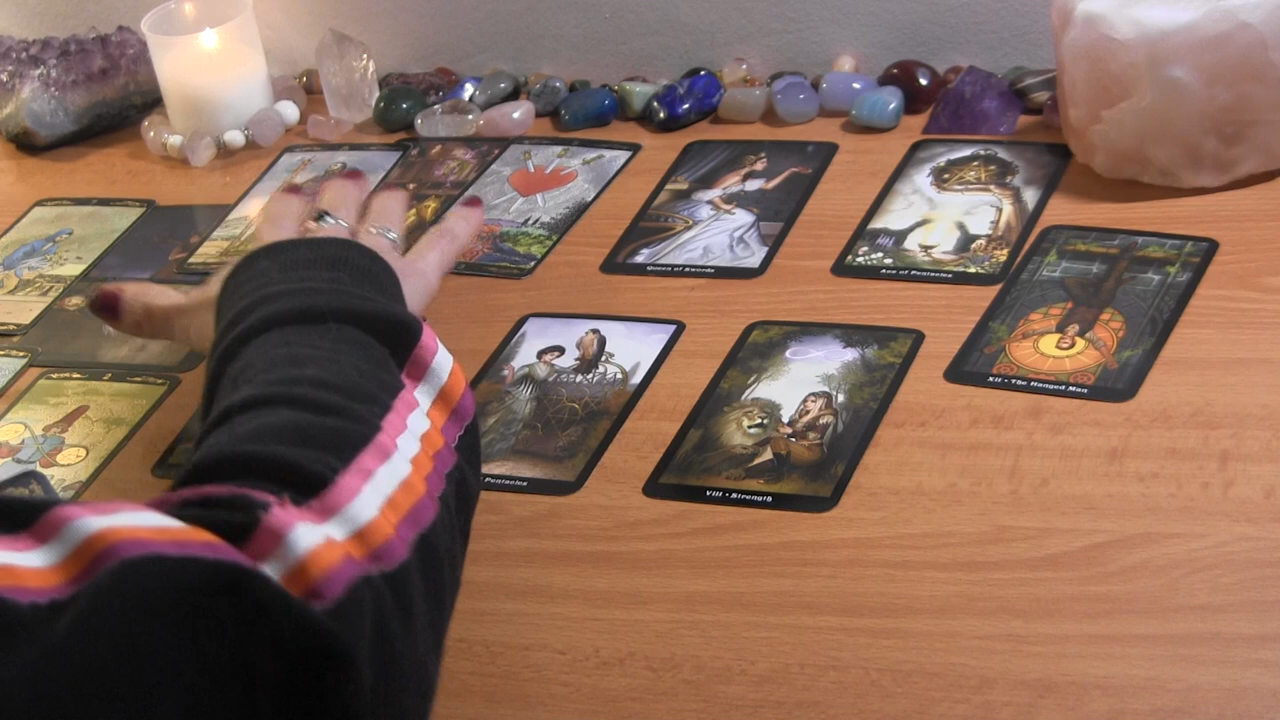 Queen of Swords
Ace of Pentacles
XII • The Hanged Man
Pentacles
VIII • Strength